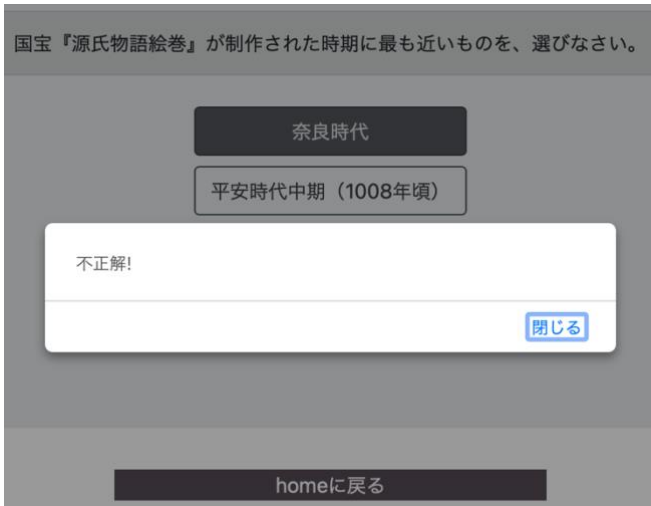 国宝『源氏物語絵巻』が制作された時期に最も近いものを、選びなさい。
奈良時代
平安時代中期（1008年頃）
不正解!
閉じる
homeに戻る